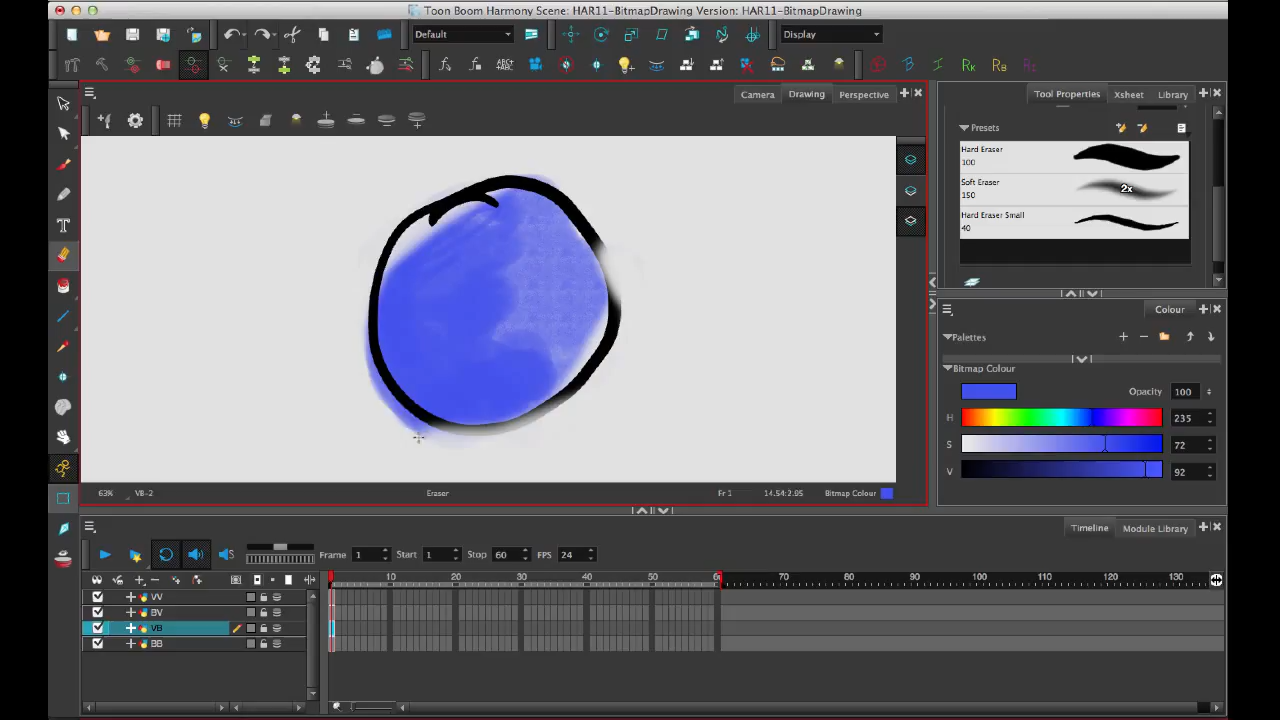 Toon Boom Harmony Scene: HAR11-BitmapDrawing Version: HAR11-BitmapDrawing
Default
Display
Camera Drawing Perspective
Tool Properties Xsheet Library
Presets
Hard Eraser
100
Soft Eraser
150
2x
Hard Eraser Small
40
Colour
Palettes
Bitmap Colour
Opacity 100
H 235
S 72
V 92
63% VB-2 Eraser Fr 1 14.54:2.95 Bitmap Colour
Timeline Module Library
Frame 1 Start 1 Stop 60 FPS 24
10 20 30 40 50 60 70 80 90 100 110 120 130
VV
BV
VB
BB